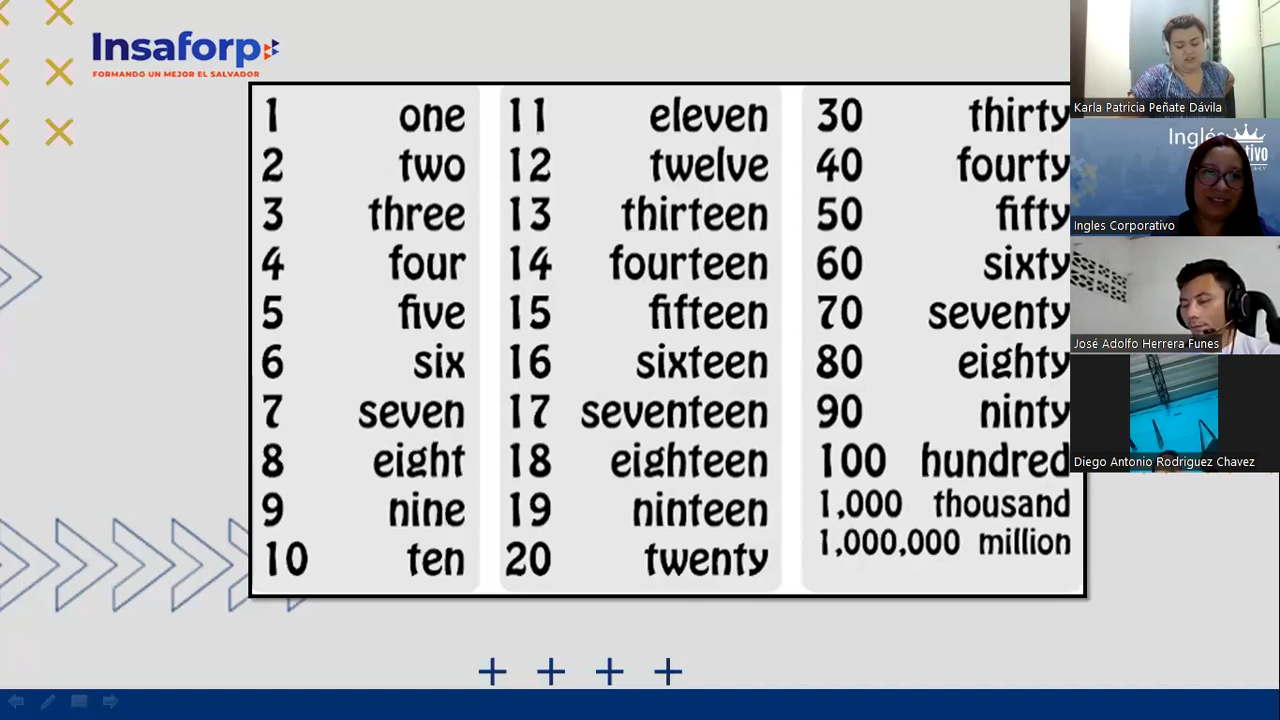 Insaforp
FORMANDO UN MEJOR EL SALVADOR
1 one
2 two
3 three
4 four
5 five
6 six
7 seven
8 eight
9 nine
10 ten
11 eleven
12 twelve
13 thirteen
14 fourteen
15 fifteen
16 sixteen
17 seventeen
18 eighteen
19 ninteen
20 twenty
30 thirty
40 fourty
50 fifty
60 sixty
70 seventy
80 eighty
90 ninty
100 hundred
1,000 thousand
1,000,000 million
Karla Patricia Peñate Dávila
Inglés
Ingles Corporativo
José Adolfo Herrera Funes
Diego Antonio Rodriguez Chavez